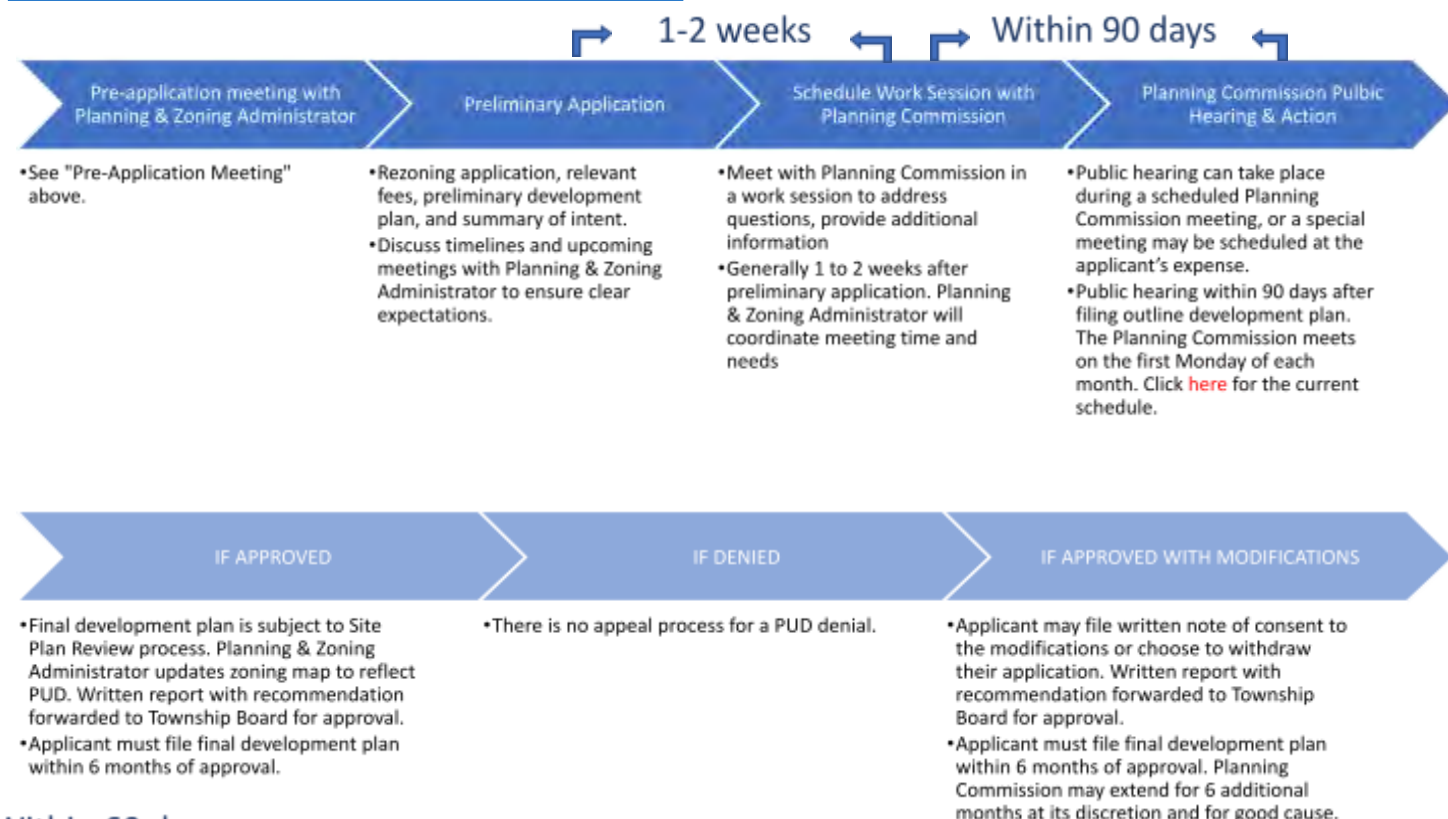 1-2 weeks
Within 90 days
Pre-application meeting with
Planning & Zoning Administrator
Preliminary Application
Schedule Work Session with
Planning Commission
Planning Commission Pulbic
Hearing & Action
•See "Pre-Application Meeting"
above.
•Rezoning application, relevant
fees, preliminary development
plan, and summary of intent.
•Discuss timelines and upcoming
meetings with Planning & Zoning
Administrator to ensure clear
expectations.
•Meet with Planning Commission in
a work session to address
questions, provide additional
information
•Generally 1 to 2 weeks after
preliminary application. Planning
& Zoning Administrator will
coordinate meeting time and
needs
•Public hearing can take place
during a scheduled Planning
Commission meeting, or a special
meeting may be scheduled at the
applicant's expense.
•Public hearing within 90 days after
filing outline development plan.
The Planning Commission meets
on the first Monday of each
month. Click here for the current
schedule.
IF APPROVED
IF DENIED
IF APPROVED WITH MODIFICATIONS
•Final development plan is subject to Site
Plan Review process. Planning & Zoning
Administrator updates zoning map to reflect
PUD. Written report with recommendation
forwarded to Township Board for approval.
•Applicant must file final development plan
within 6 months of approval.
•There is no appeal process for a PUD denial.
•Applicant may file written note of consent to
the modifications or choose to withdraw
their application. Written report with
recommendation forwarded to Township
Board for approval.
•Applicant must file final development plan
within 6 months of approval. Planning
Commission may extend for 6 additional
months at its discretion and for good cause.